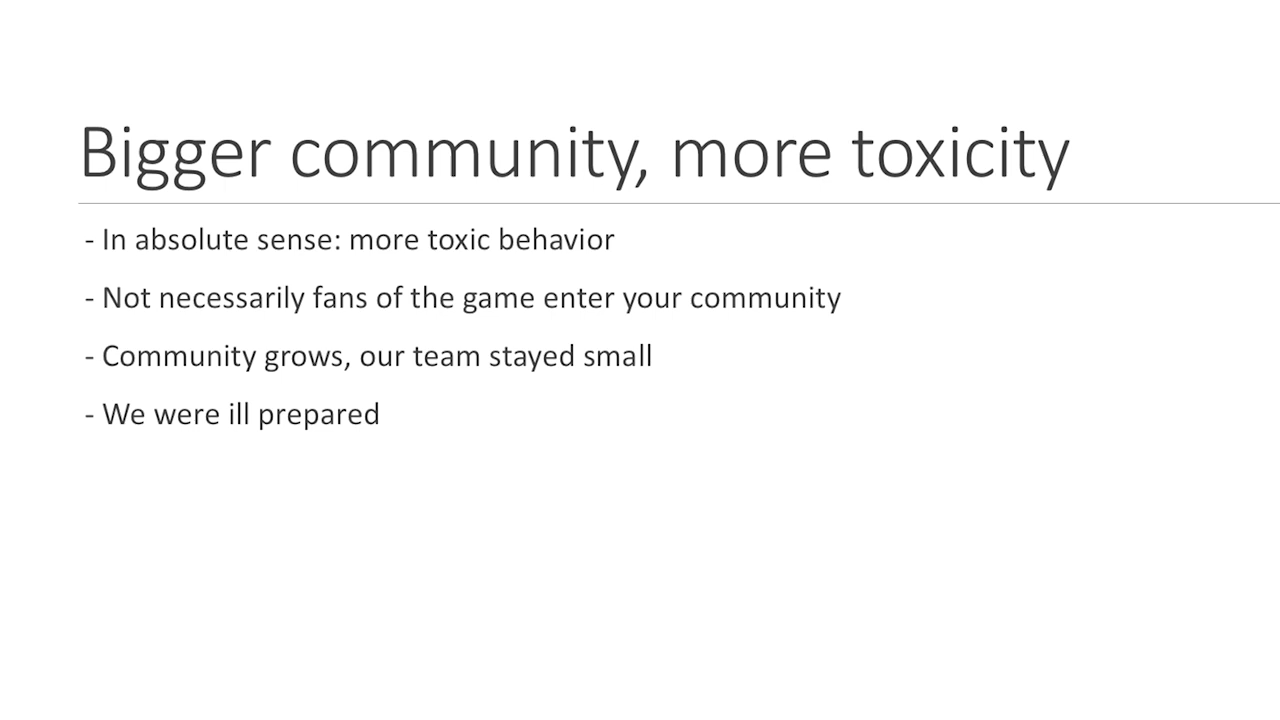 Bigger community, more toxicity
- In absolute sense: more toxic behavior
- Not necessarily fans of the game enter your community
- Community grows, our team stayed small
- We were ill prepared